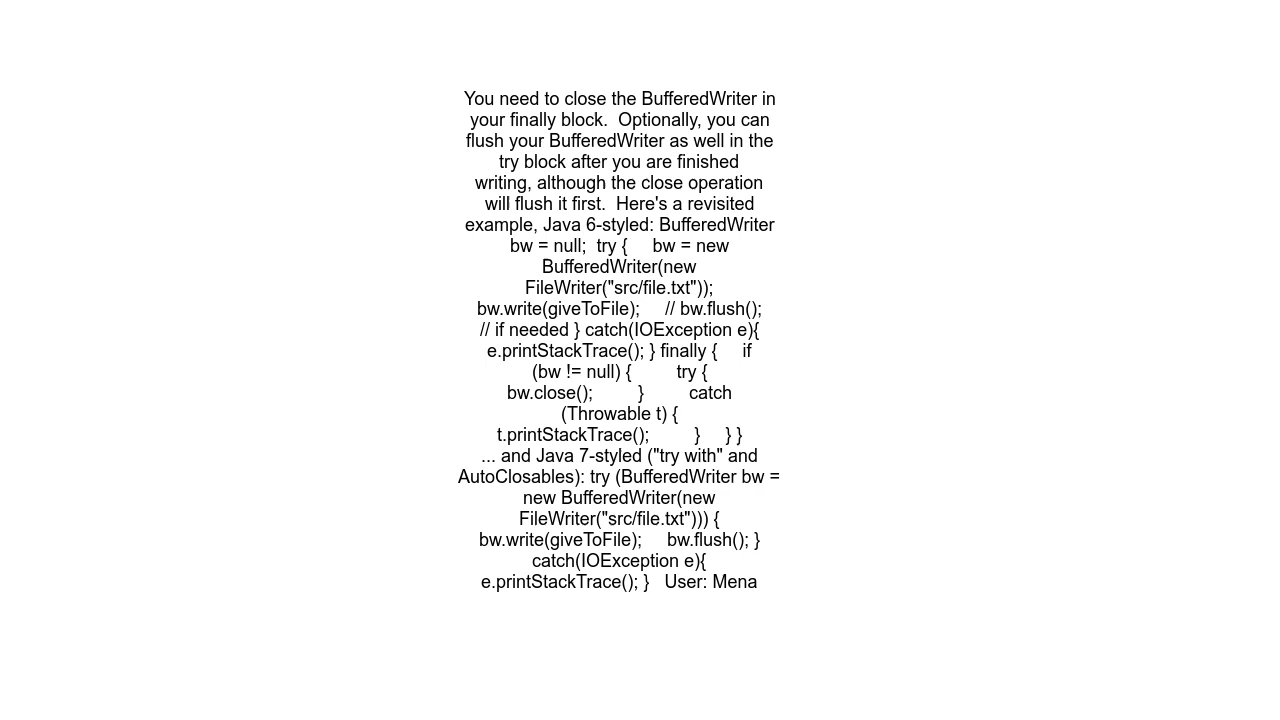 You need to close the BufferedWriter in
your finally block.  Optionally, you can
flush your BufferedWriter as well in the
try block after you are finished
writing, although the close operation
will flush it first.  Here's a revisited
example, Java 6-styled: BufferedWriter
bw = null;  try {     bw = new
BufferedWriter(new
FileWriter("src/file.txt"));
bw.write(giveToFile);     // bw.flush();
// if needed } catch(IOException e){
e.printStackTrace(); } finally {     if
(bw != null) {         try {
bw.close();         }         catch
(Throwable t) {
t.printStackTrace();         }     } }
... and Java 7-styled ("try with" and
AutoClosables): try (BufferedWriter bw =
new BufferedWriter(new
FileWriter("src/file.txt"))) {
bw.write(giveToFile);     bw.flush(); }
catch(IOException e){
e.printStackTrace(); }   User: Mena